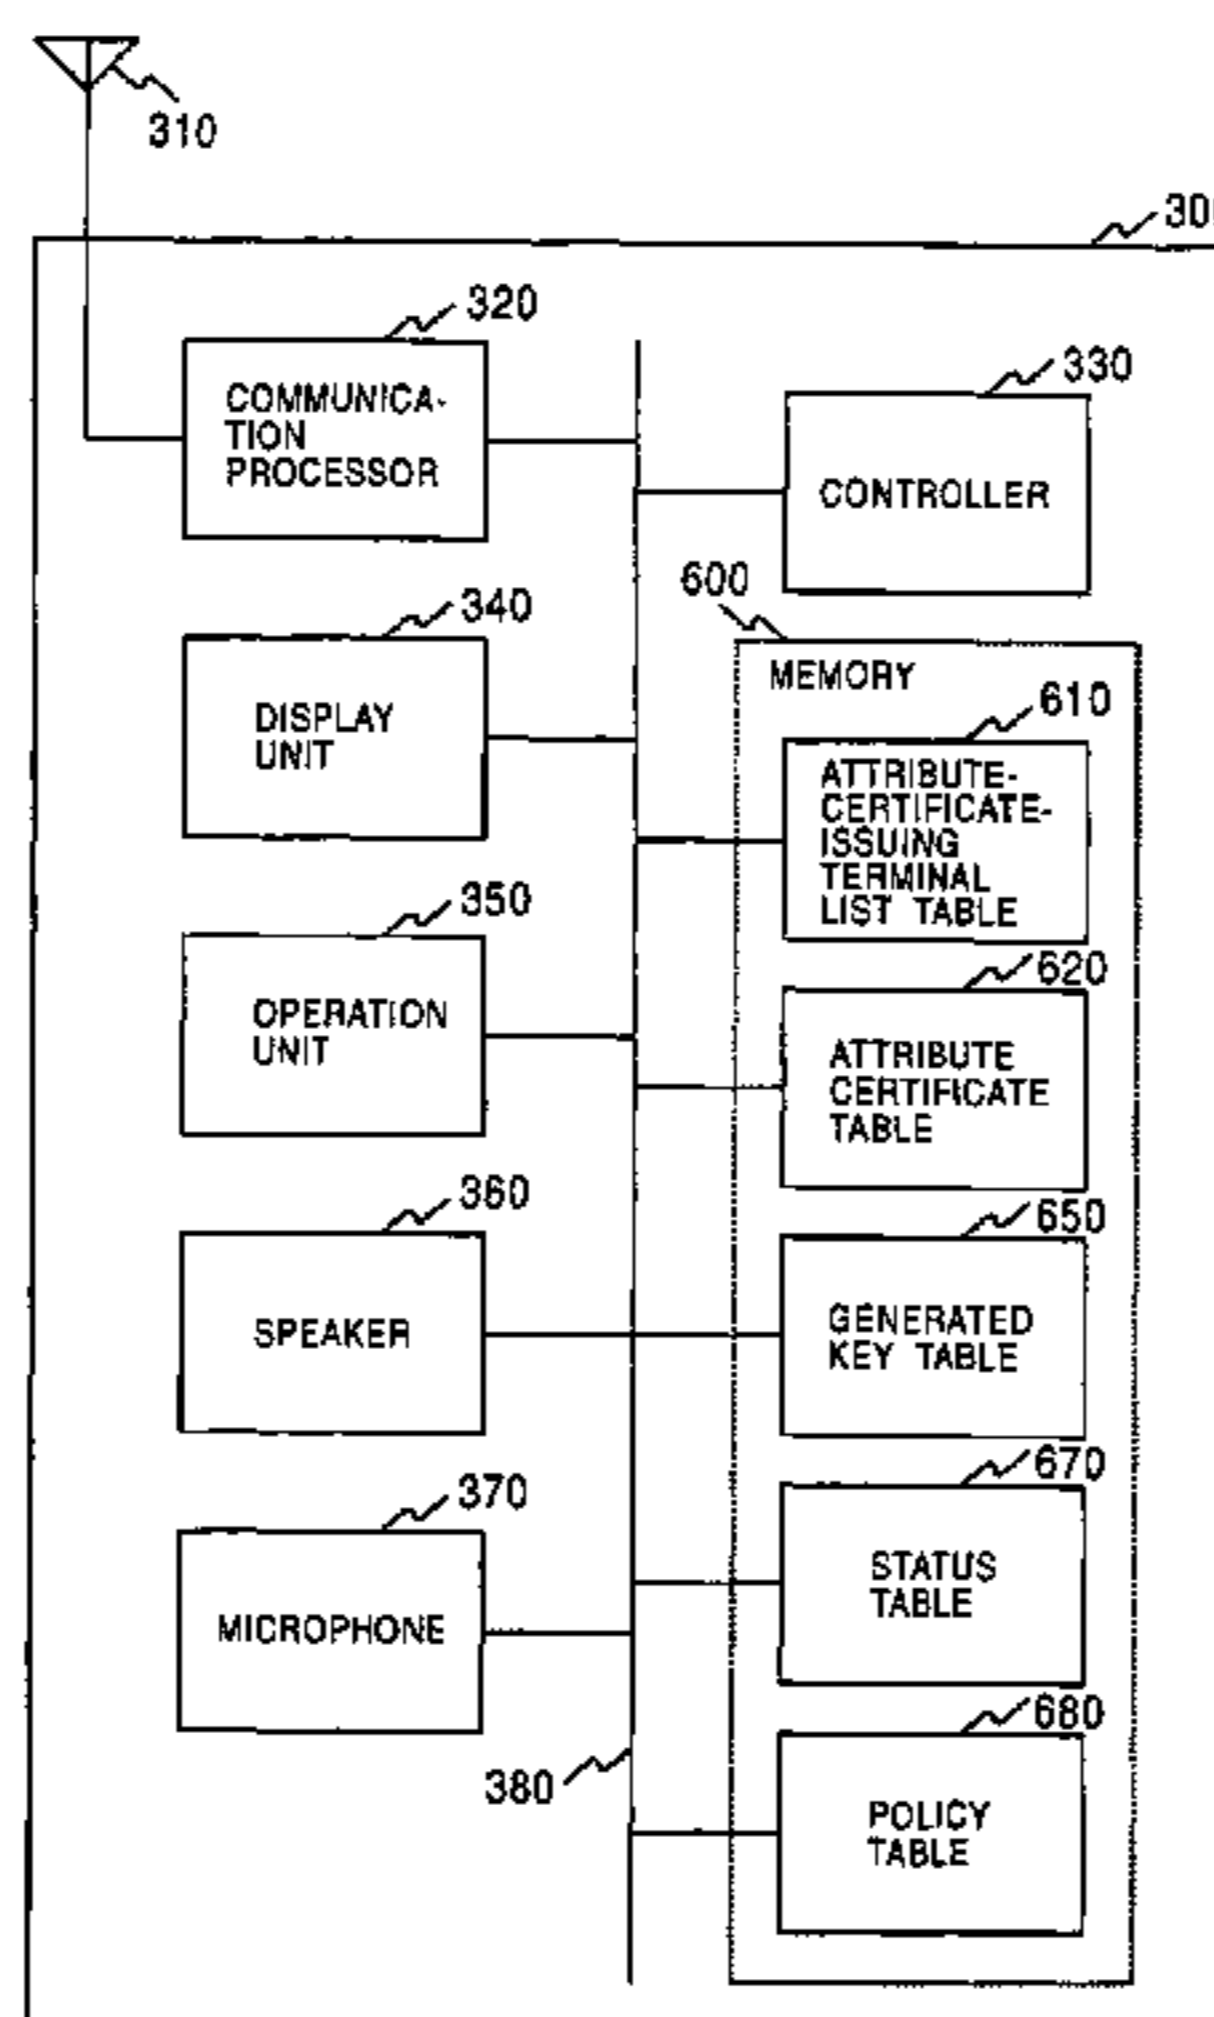 310
320
COMMUNICA-
TION
PROCESSOR
330
CONTROLLER
340
DISPLAY
UNIT
600
MEMORY
610
ATTRIBUTE-
CERTIFICATE-
ISSUING
TERMINAL
LIST TABLE
350
OPERATION
UNIT
620
ATTRIBUTE
CERTIFICATE
TABLE
360
SPEAKER
650
GENERATED
KEY TABLE
370
MICROPHONE
670
STATUS
TABLE
380
680
POLICY
TABLE